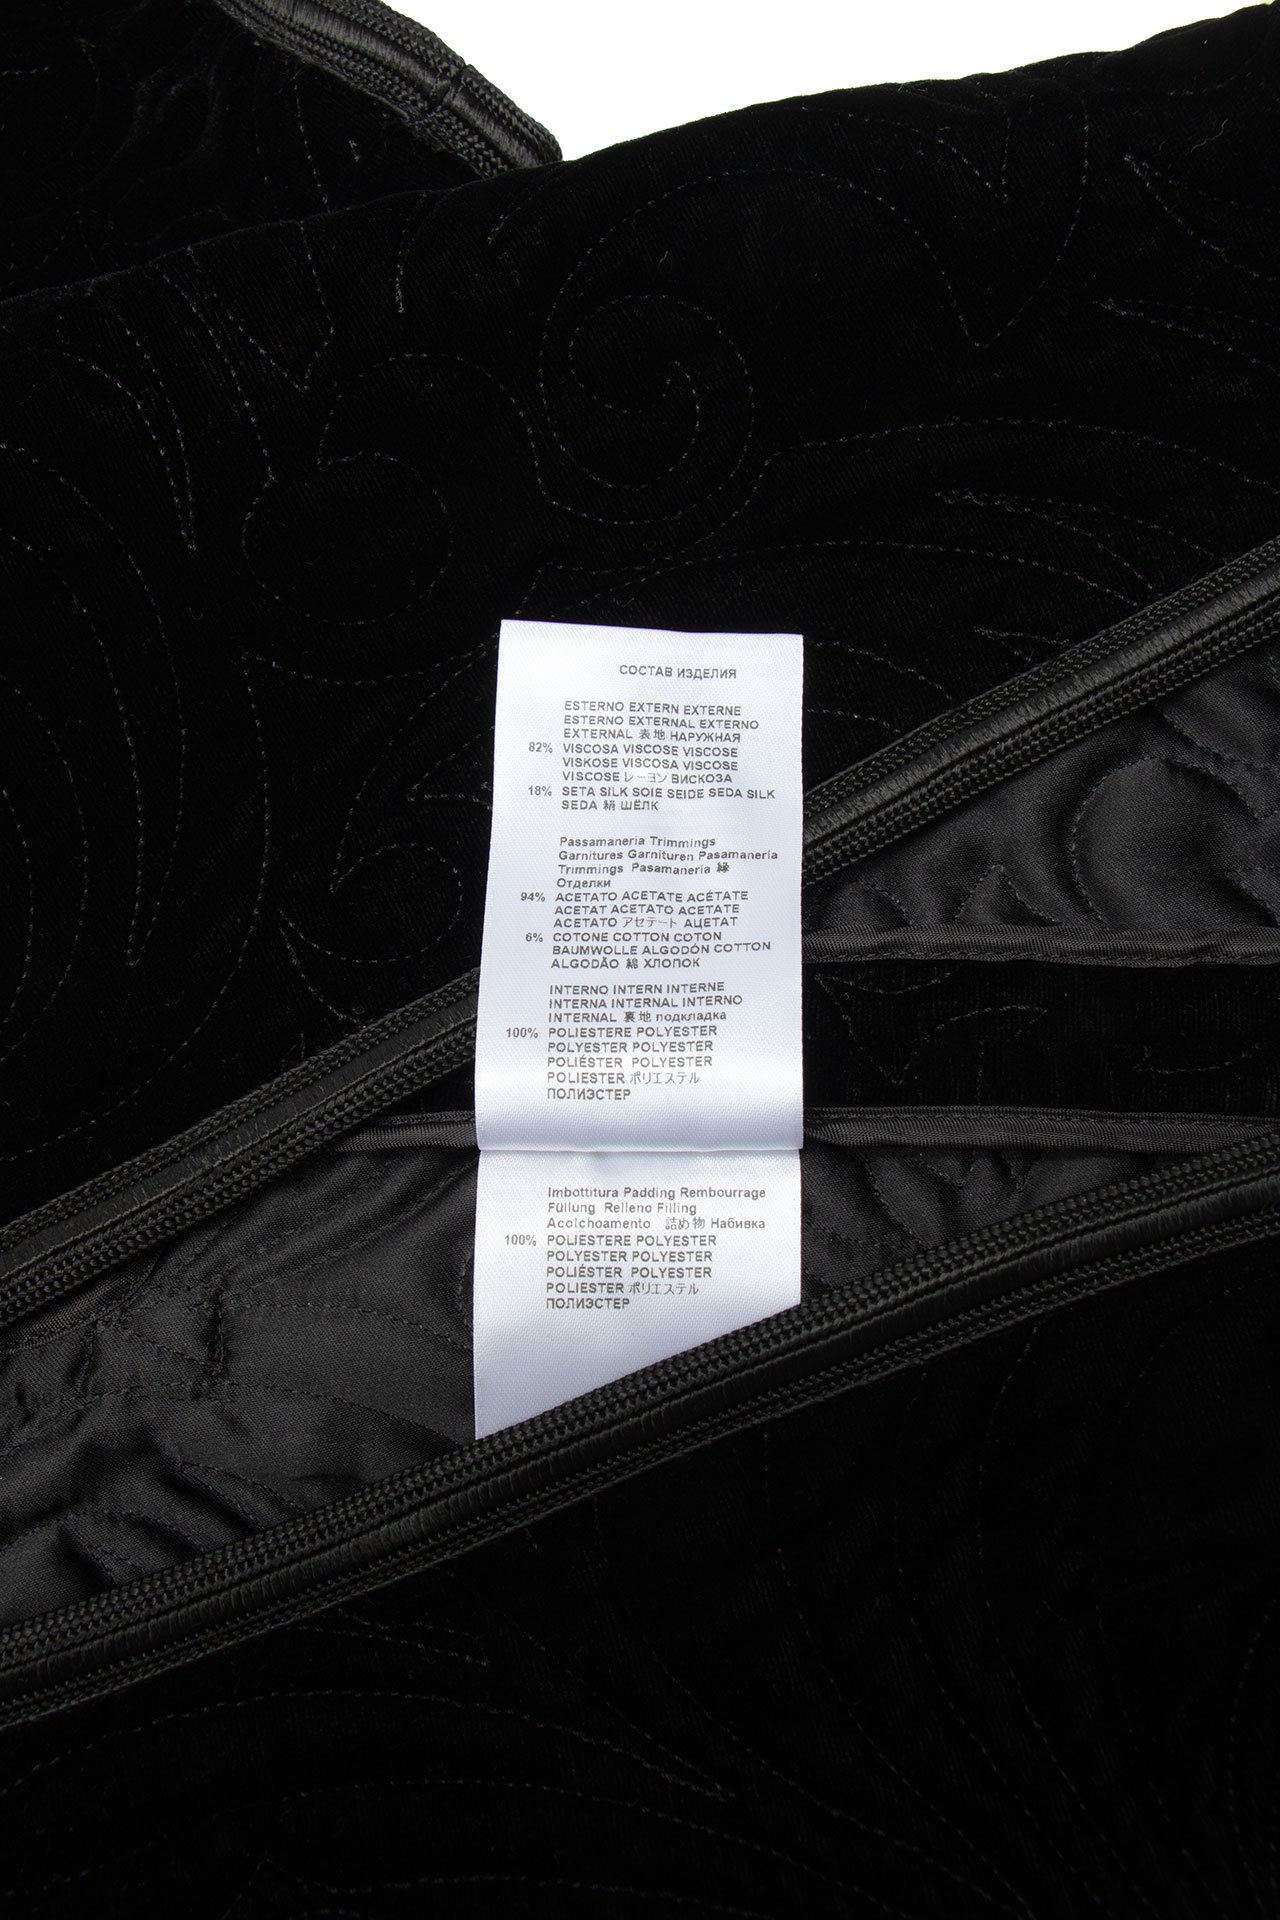 СОСТАВ ИЗДЕЛИЯ
ESTERNO EXTERN EXTERNE
ESTERNO EXTERNAL EXTERNO
EXTERNAL 表地 НАРУЖНАЯ
82% VISCOSA VISCOSE VISCOSE
VISKOSE VISCOSA VISCOSE
VISCOSE レーヨン ВИСКОЗА
18% SETA SILK SOIE SEIDE SEDA SILK
SEDA 絹 ШЁЛК
Passamaneria Trimmings
Garnitures Garnituren Pasamaneria
Trimmings Pasamaneria 縁
Отделки
94% ACETATO ACETATE ACÉTATE
ACETAT ACETATO ACETATE
ACETATO アセテート АЦЕТАТ
6% COTONE COTTON COTON
BAUMWOLLE ALGODÓN COTTON
ALGODÃO 綿 ХЛОПОК
INTERNO INTERN INTERNE
INTERNA INTERNAL INTERNO
INTERNAL 裏地 подкладка
100% POLIESTERE POLYESTER
POLYESTER POLYESTER
POLIÉSTER POLYESTER
POLIESTER ポリエステル
ПОЛИЭСТЕР
Imbottitura Padding Rembourrage
Füllung Relleno Filling
Acolchoamento 詰め物 Набивка
100% POLIESTERE POLYESTER
POLYESTER POLYESTER
POLIÉSTER POLYESTER
POLIESTER ポリエステル
ПОЛИЭСТЕР